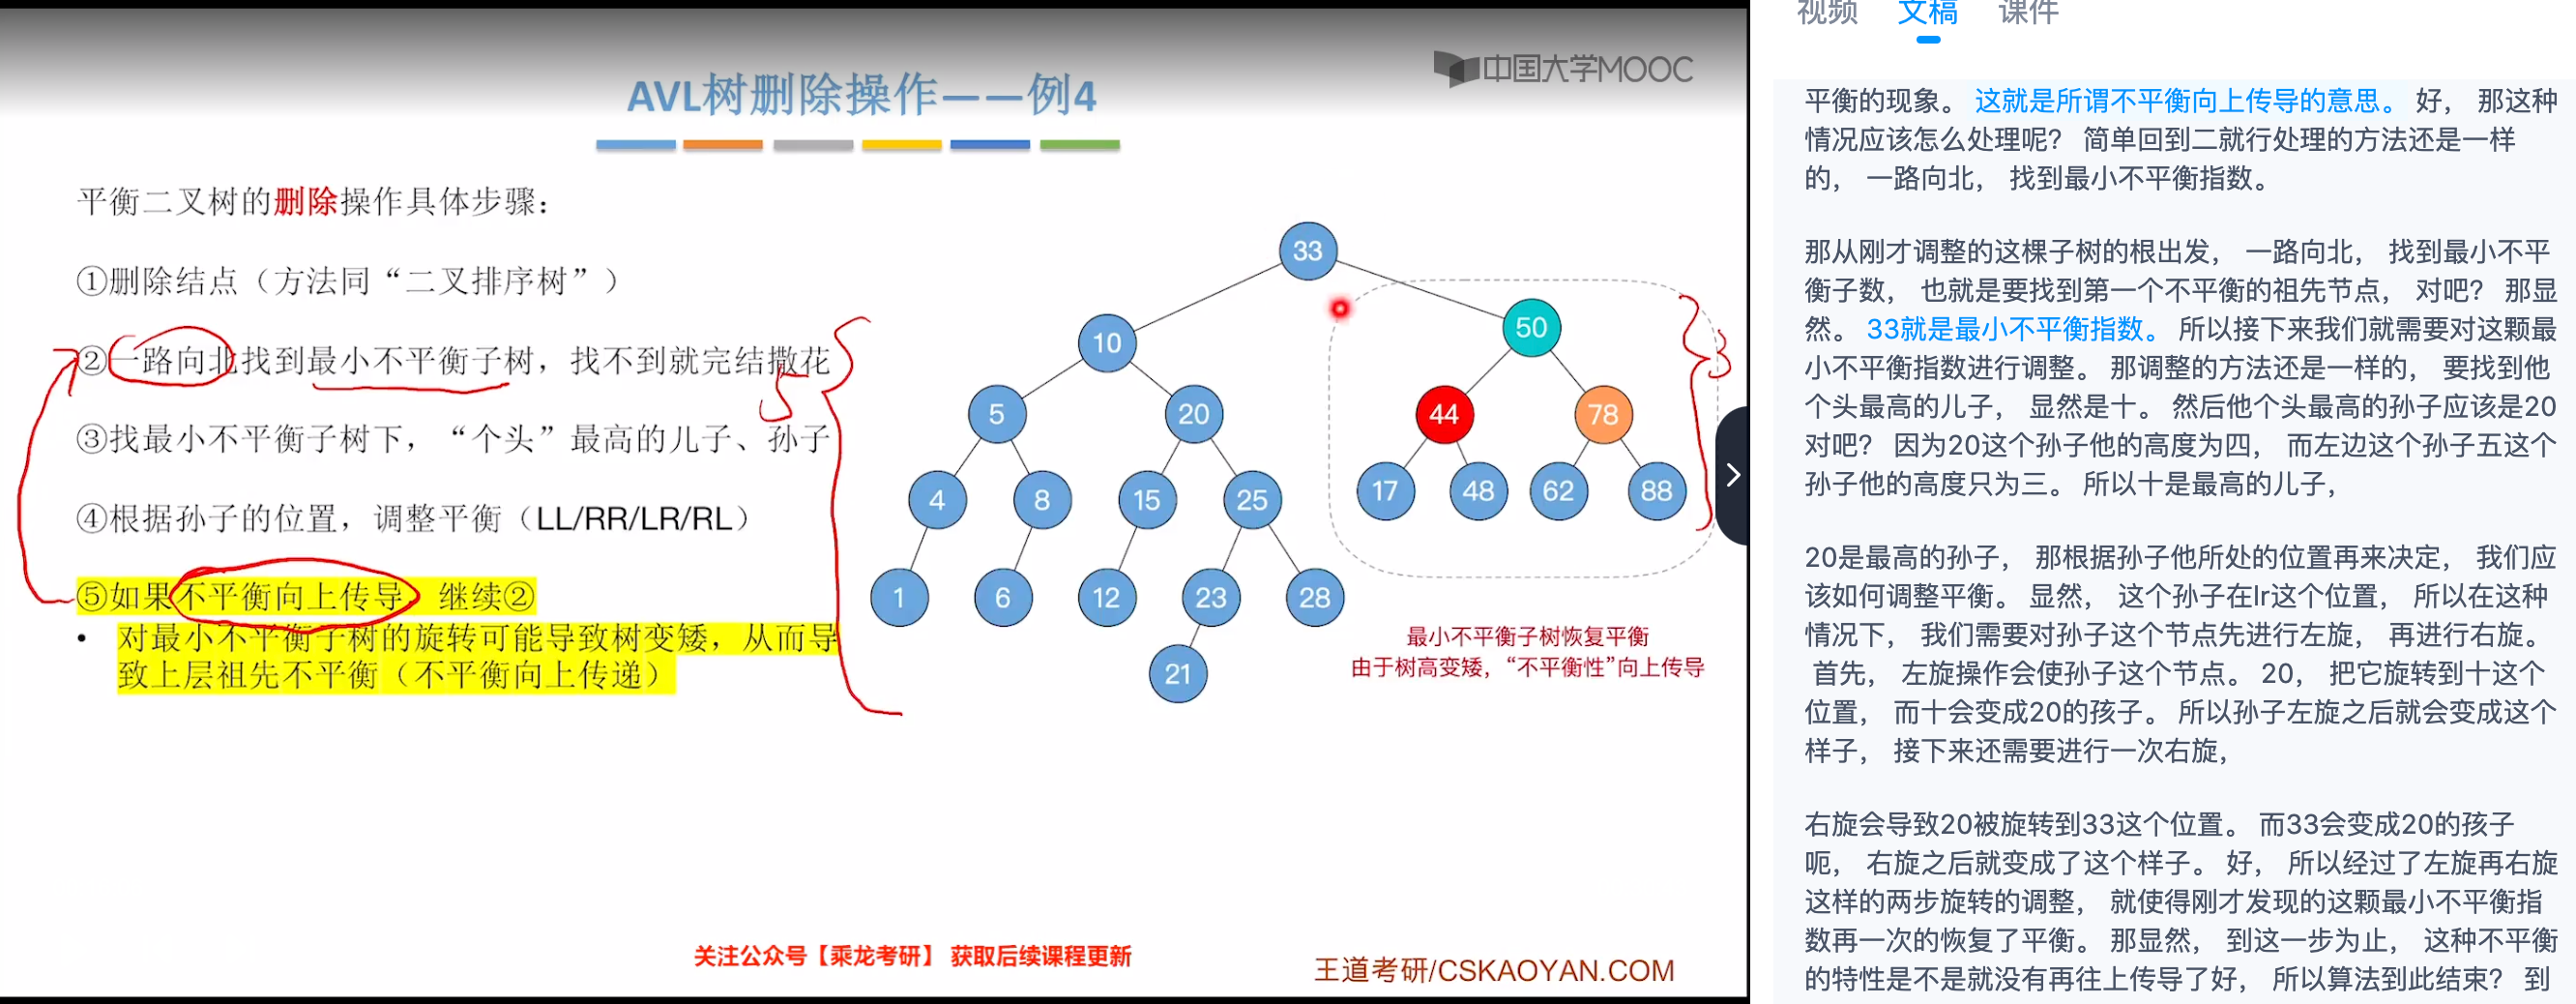 中国大学MOOC
AVL树删除操作——例4
平衡二叉树的删除操作具体步骤：
①删除结点（方法同“二叉排序树”）
②一路向北找到最小不平衡子树，找不到就完结撒花
③找最小不平衡子树下，“个头”最高的儿子、孙子
④根据孙子的位置，调整平衡（LL/RR/LR/RL）
⑤如果不平衡向上传导，继续②
• 对最小不平衡子树的旋转可能导致树变矮，从而导
致上层祖先不平衡（不平衡向上传递）
5
3
33
10
50
5
20
44
78
4
8
15
25
17
48
62
88
1
6
12
23
28
21
最小不平衡子树恢复平衡
由于树高变矮，“不平衡性”向上传导
关注公众号【乘龙考研】 获取后续课程更新
王道考研/CSKAOYAN.COM
视频 文稿 课件
平衡的现象。 这就是所谓不平衡向上传导的意思。 好， 那这种
情况应该怎么处理呢？ 简单回到二就行处理的方法还是一样
的， 一路向北， 找到最小不平衡指数。
那从刚才调整的这棵子树的根出发， 一路向北， 找到最小不平
衡子数， 也就是要找到第一个不平衡的祖先节点， 对吧？ 那显
然。 33就是最小不平衡指数。 所以接下来我们就需要对这颗最
小不平衡指数进行调整。 那调整的方法还是一样的， 要找到他
个头最高的儿子， 显然是十。 然后他个头最高的孙子应该是20
对吧？ 因为20这个孙子他的高度为四， 而左边这个孙子五这个
孙子他的高度只为三。 所以十是最高的儿子，
20是最高的孙子， 那根据孙子他所处的位置再来决定， 我们应
该如何调整平衡。 显然， 这个孙子在lr这个位置， 所以在这种
情况下， 我们需要对孙子这个节点先进行左旋， 再进行右旋。
首先， 左旋操作会使孙子这个节点。 20， 把它旋转到十这个
位置， 而十会变成20的孩子。 所以孙子左旋之后就会变成这个
样子， 接下来还需要进行一次右旋，
右旋会导致20被旋转到33这个位置。 而33会变成20的孩子
呃， 右旋之后就变成了这个样子。 好， 所以经过了左旋再右旋
这样的两步旋转的调整， 就使得刚才发现的这颗最小不平衡指
数再一次的恢复了平衡。 那显然， 到这一步为止， 这种不平衡
的特性是不是就没有再往上传导了好， 所以算法到此结束？ 到